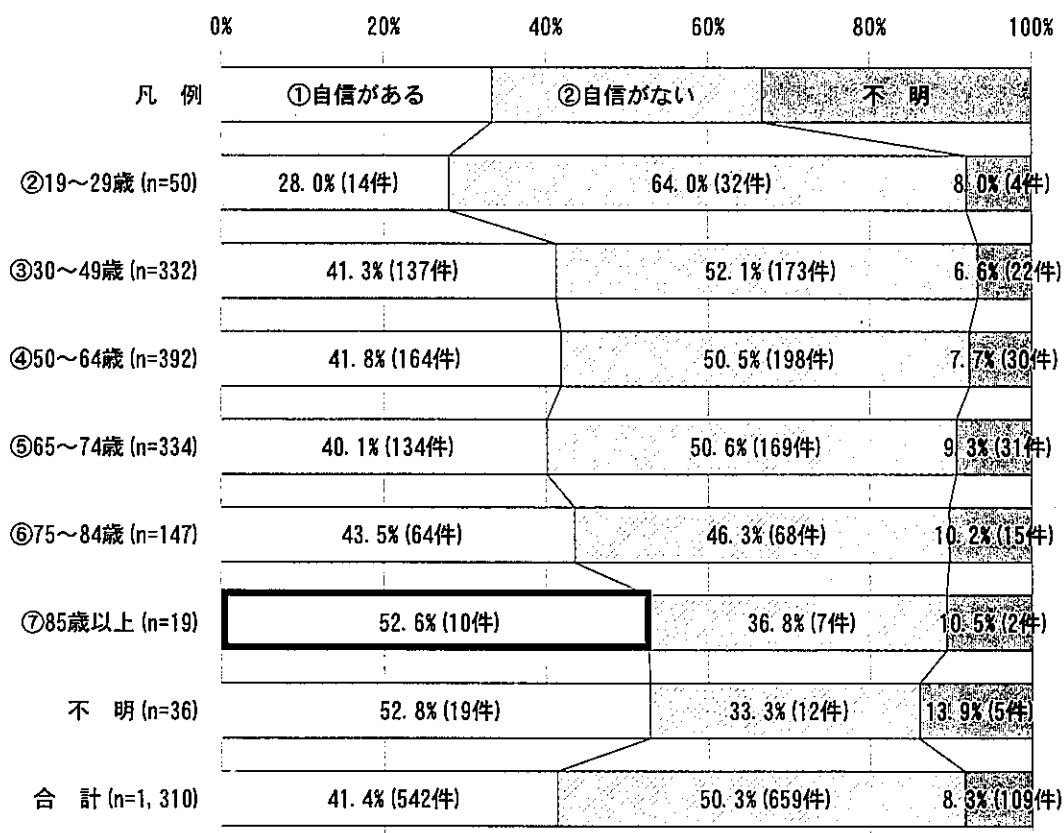 0% 20% 40% 60% 80% 100%
凡 例 ①自信がある ②自信がない 不 明
②19～29歳(n=50) 28.0%(14件) 64.0%(32件) 8.0%(4件)
③30～49歳(n=332) 41.3%(137件) 52.1%(173件) 6.6%(22件)
④50～64歳(n=392) 41.8%(164件) 50.5%(198件) 7.7%(30件)
⑤65～74歳(n=334) 40.1%(134件) 50.6%(169件) 9.3%(31件)
⑥75～84歳(n=147) 43.5%(64件) 46.3%(68件) 10.2%(15件)
⑦85歳以上(n=19) 52.6%(10件) 36.8%(7件) 10.5%(2件)
不 明(n=36) 52.8%(19件) 33.3%(12件) 13.9%(5件)
合 計(n=1,310) 41.4%(542件) 50.3%(659件) 8.3%(109件)